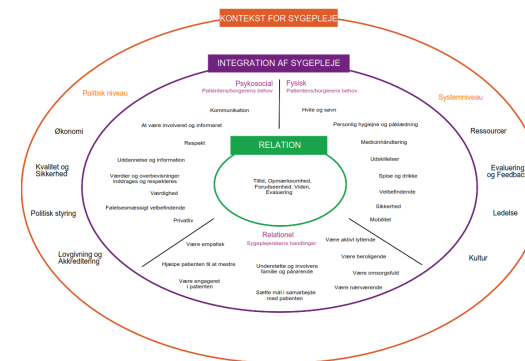 KONTEKST FOR SYGEPLEJE
INTEGRATION AF SYGEPLEJE
Psykosocial
Patientens/borgerens behov
Fysisk
Patientens/borgerens behov
Politisk niveau
Systemniveau
Kommunikation
At være involveret og informeret
Respekt
Uddannelse og information
Værdier og overbevisninger
inddrages og respekteres
Værdighed
Følelsesmæssigt velbefindende
Privatliv
Hvile og søvn
Personlig hygiejne og påklædning
Medicinhåndtering
Udskillelser
Spise og drikke
Velbefindende
Sikkerhed
Mobilitet
RELATION
Tillid, Opmærksomhed,
Forudseenhed, Viden,
Evaluering
Økonomi
Kvalitet og
Sikkerhed
Politisk styring
Lovgivning og
Akkreditering
Ressourcer
Evaluering
og Feedback
Ledelse
Kultur
Relationel
Sygeplejerskens handlinger
Være empatisk
Hjælpe patienten til at mestre
Være engageret
i patienten
Understøtte og involvere
familie og pårørende
Sætte mål i samarbejde
med patienten
Være aktivt lyttende
Være beroligende
Være omsorgsfuld
Være nærværende